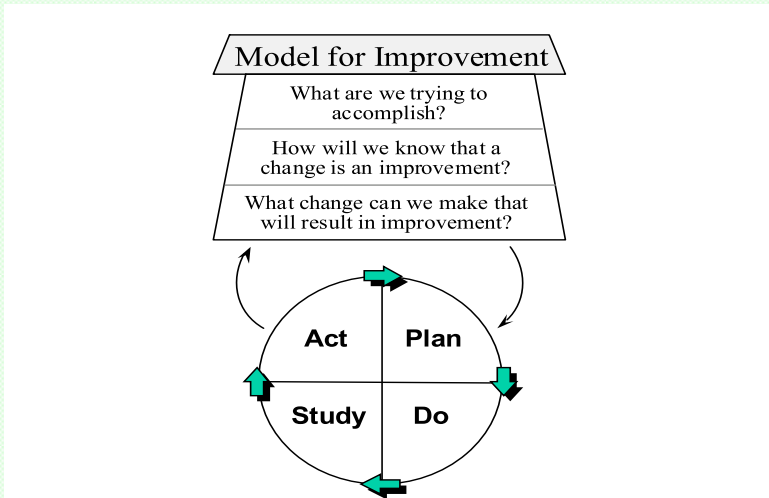 Model for Improvement
What are we trying to
accomplish?
How will we know that a
change is an improvement?
What change can we make that
will result in improvement?
Act
Plan
Study
Do